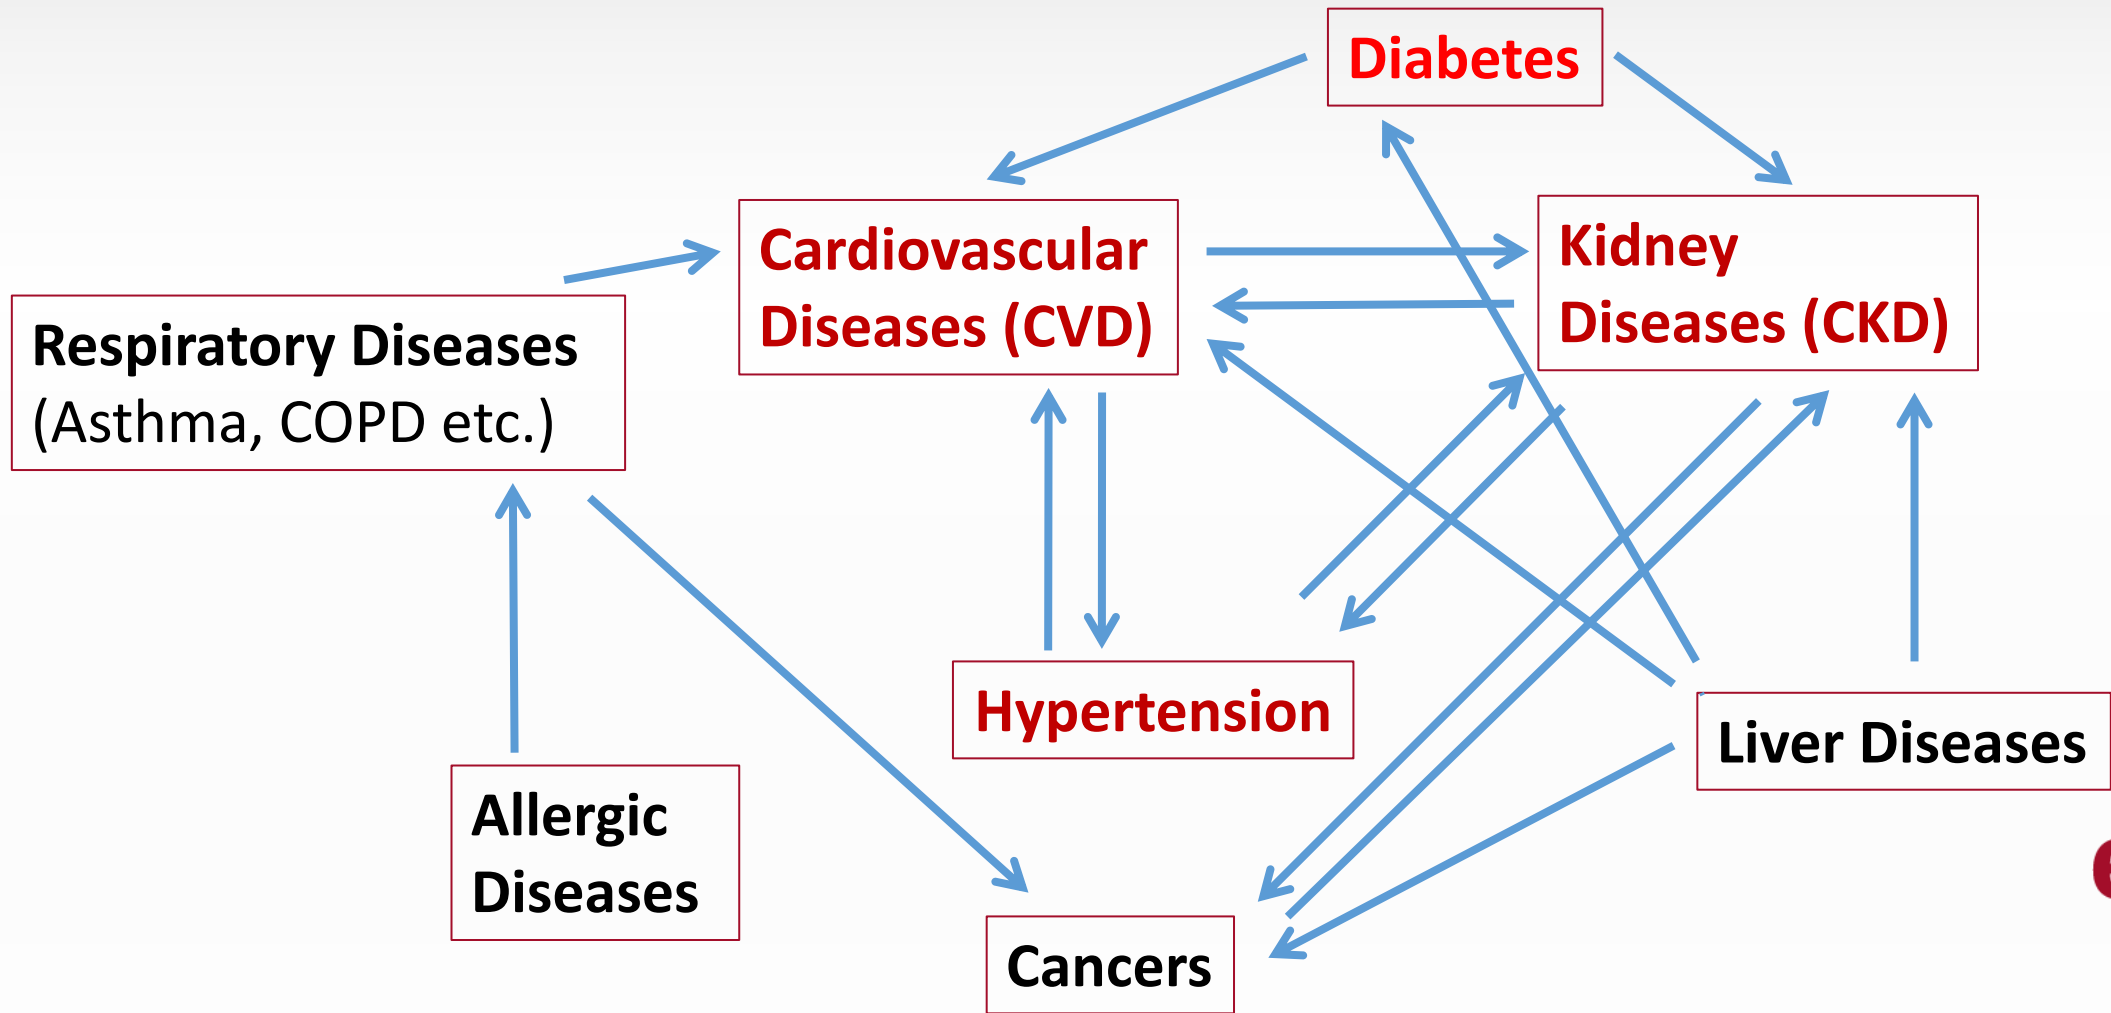 Diabetes
Cardiovascular
Diseases (CVD)
Kidney
Diseases (CKD)
Respiratory Diseases
(Asthma, COPD etc.)
Hypertension
Liver Diseases
Allergic
Diseases
Cancers